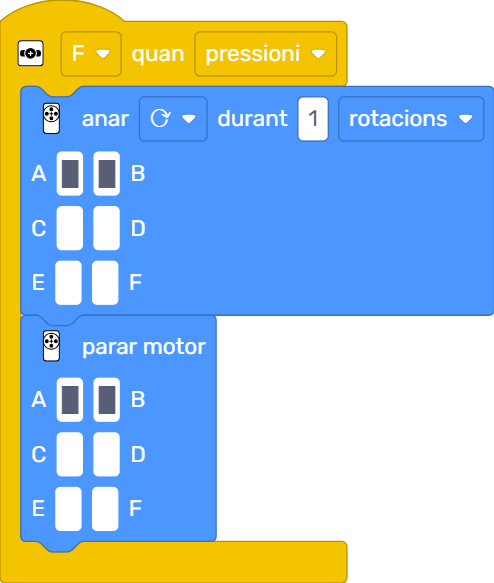 F quan pressioni
anar durant 1 rotacions
A B
C D
E F
parar motor
A B
C D
E F